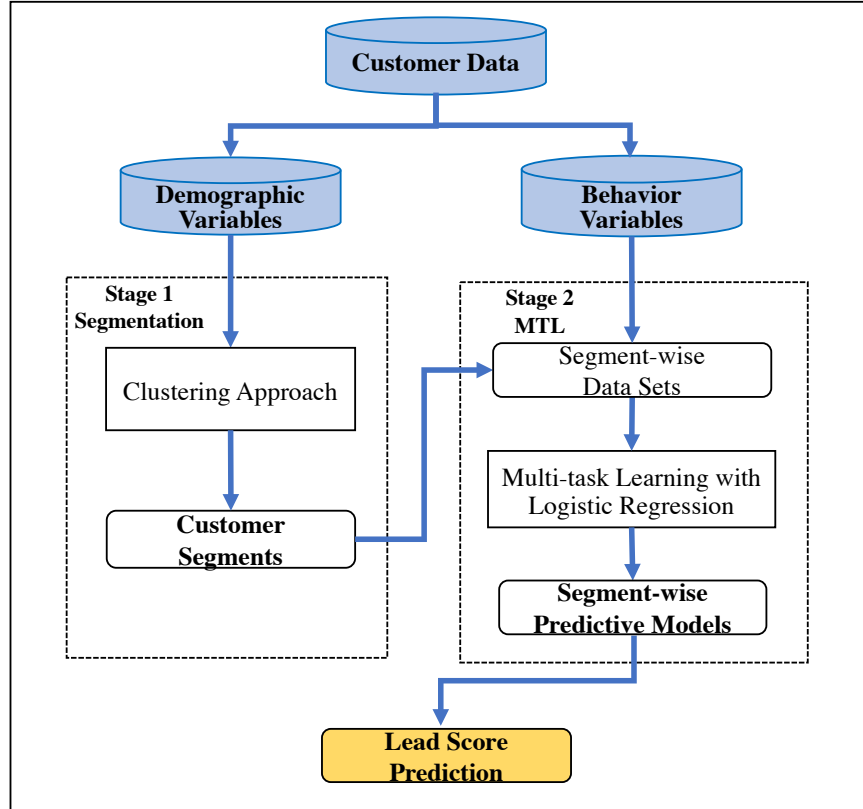 Customer Data
Demographic
Variables
Behavior
Variables
Stage 1
Segmentation
Clustering Approach
Customer
Segments
Stage 2
MTL
Segment-wise
Data Sets
Multi-task Learning with
Logistic Regression
Segment-wise
Predictive Models
Lead Score
Prediction